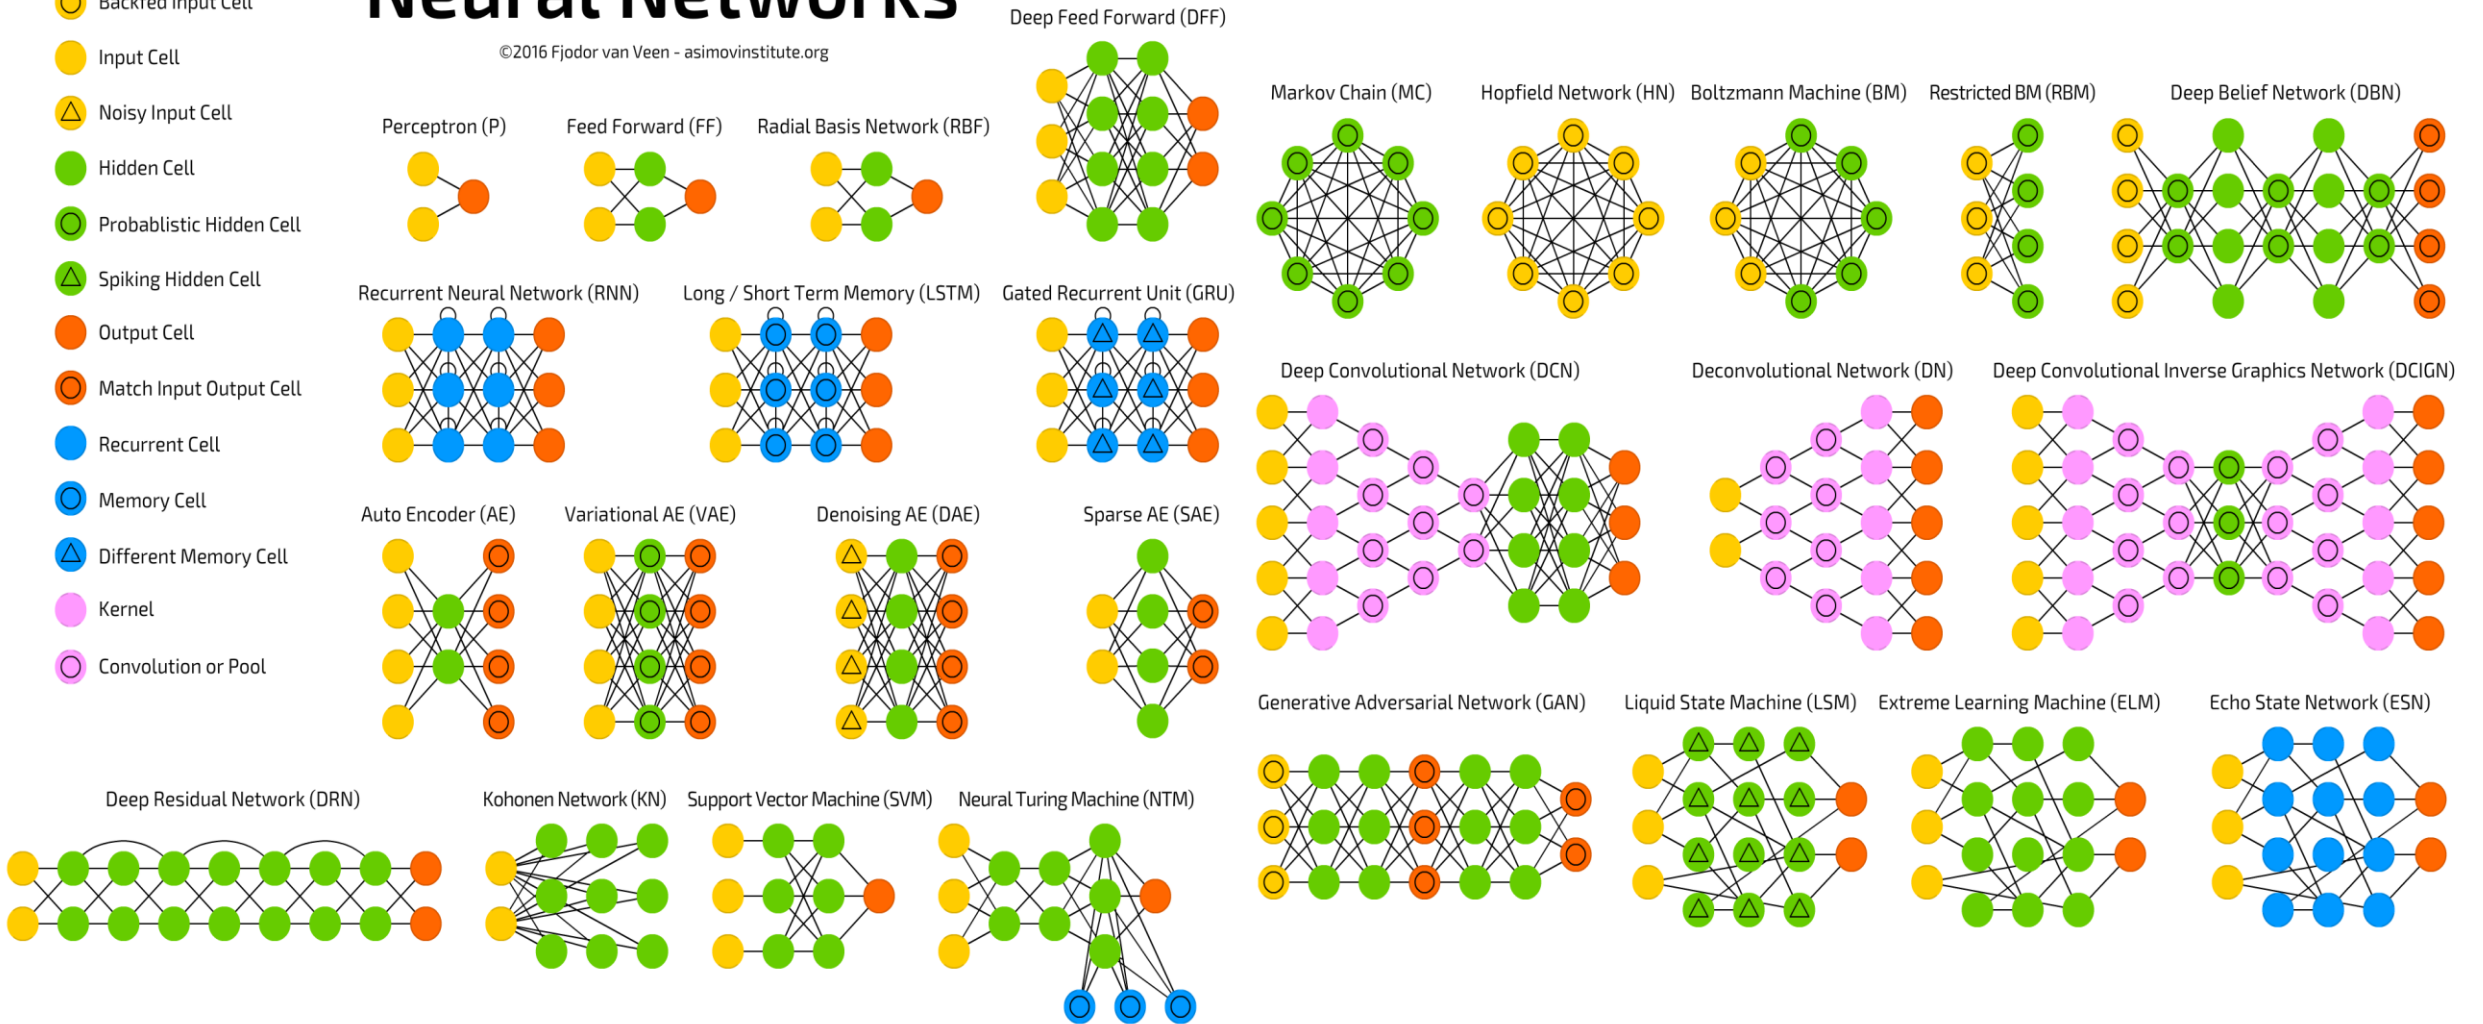 Backfed Input Cell
Neural Networks
©2016 Fjodor van Veen - asimovinstitute.org
Input Cell
Noisy Input Cell
Hidden Cell
Probablistic Hidden Cell
Spiking Hidden Cell
Output Cell
Match Input Output Cell
Recurrent Cell
Memory Cell
Different Memory Cell
Kernel
Convolution or Pool
Deep Feed Forward (DFF)
Perceptron (P)
Feed Forward (FF)
Radial Basis Network (RBF)
Recurrent Neural Network (RNN)
Long / Short Term Memory (LSTM)
Gated Recurrent Unit (GRU)
Auto Encoder (AE)
Variational AE (VAE)
Denoising AE (DAE)
Sparse AE (SAE)
Markov Chain (MC)
Hopfield Network (HN)
Boltzmann Machine (BM)
Restricted BM (RBM)
Deep Belief Network (DBN)
Deep Convolutional Network (DCN)
Deconvolutional Network (DN)
Deep Convolutional Inverse Graphics Network (DCIGN)
Generative Adversarial Network (GAN)
Liquid State Machine (LSM)
Extreme Learning Machine (ELM)
Echo State Network (ESN)
Deep Residual Network (DRN)
Kohonen Network (KN)
Support Vector Machine (SVM)
Neural Turing Machine (NTM)